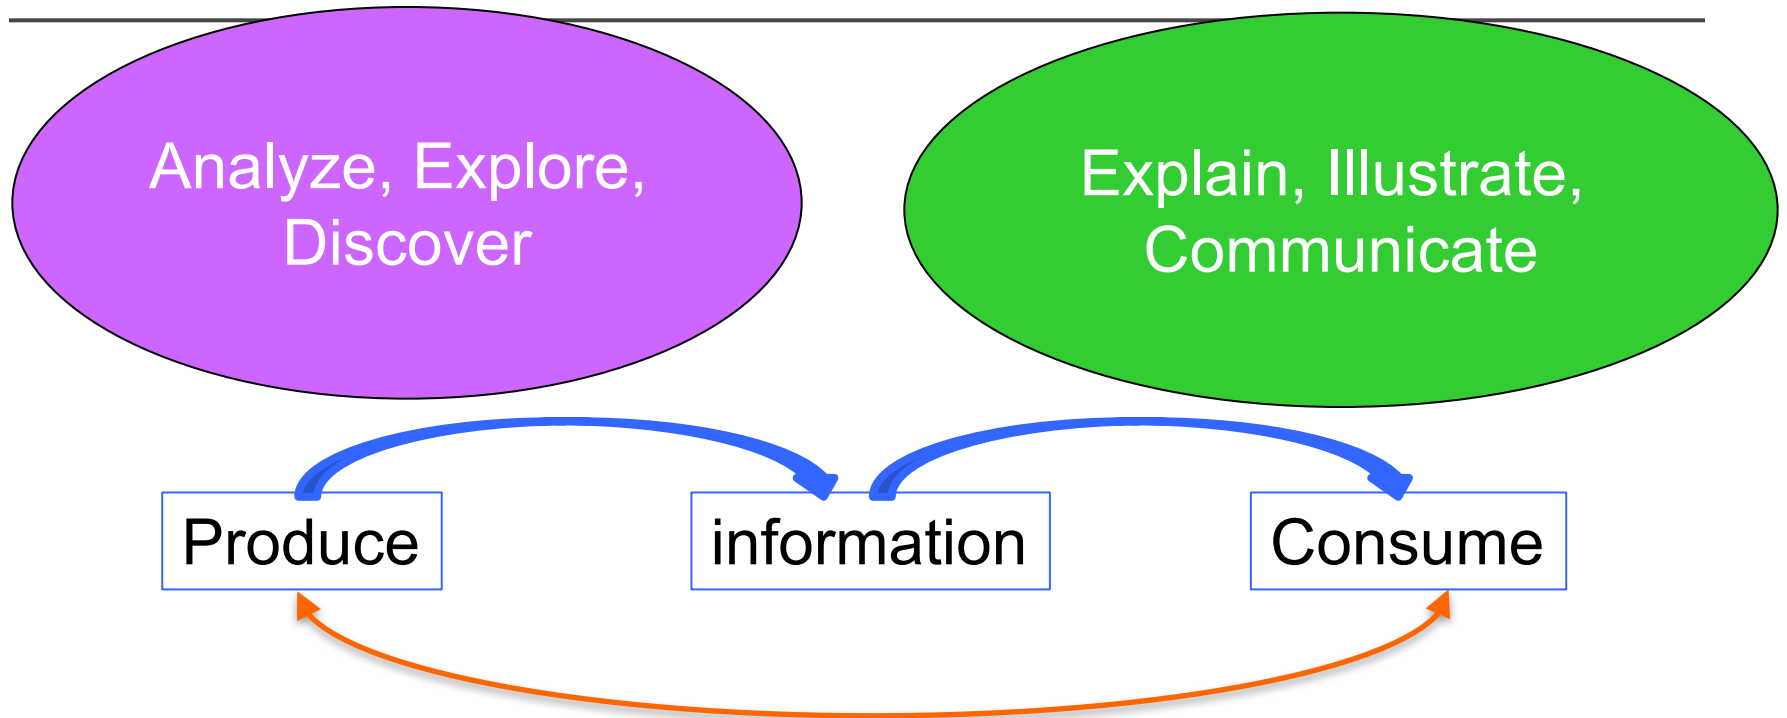 Analyze, Explore,
Discover
Explain, Illustrate,
Communicate
Produce
information
Consume